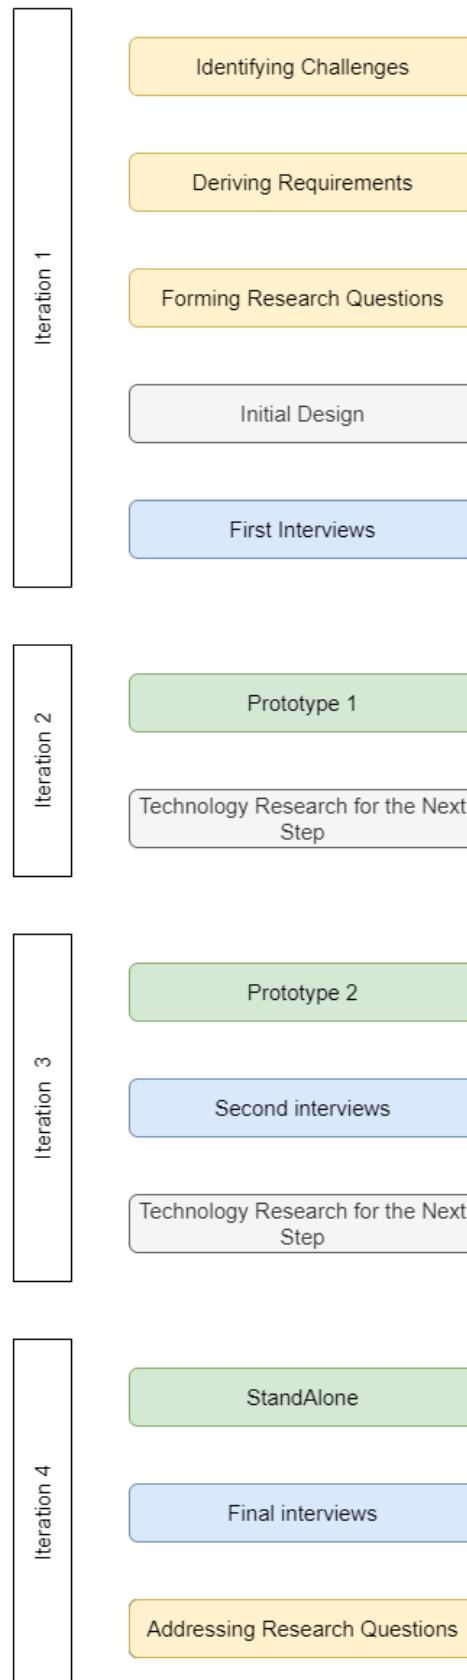 Iteration 1
Identifying Challenges
Deriving Requirements
Forming Research Questions
Initial Design
First Interviews
Iteration 2
Prototype 1
Technology Research for the Next
Step
Iteration 3
Prototype 2
Second interviews
Technology Research for the Next
Step
Iteration 4
StandAlone
Final interviews
Addressing Research Questions